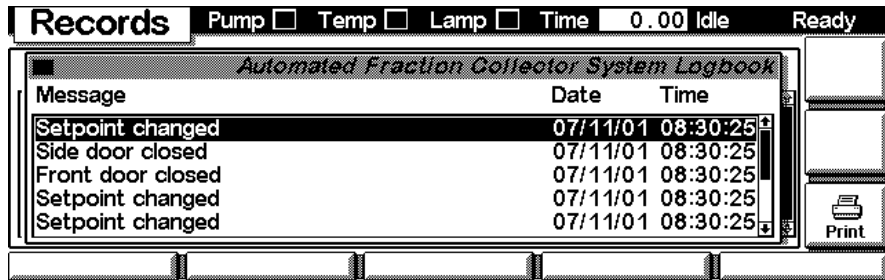 Records Pump Temp Lamp Time 0.00 Idle Ready
Automated Fraction Collector System Logbook
Message Date Time
Setpoint changed 07/11/01 08:30:25
Side door closed 07/11/01 08:30:25
Front door closed 07/11/01 08:30:25
Setpoint changed 07/11/01 08:30:25
Setpoint changed 07/11/01 08:30:25
Print